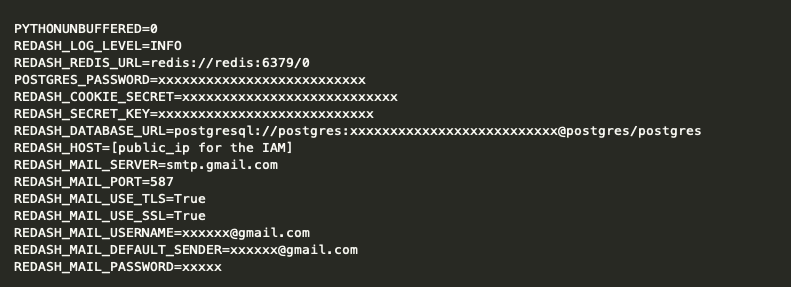 PYTHONUNBUFFERED=0
REDASH_LOG_LEVEL=INFO
REDASH_REDIS_URL=redis://redis:6379/0
POSTGRES_PASSWORD=xxxxxxxxxxxxxxxxxxxxxxxxxx
REDASH_COOKIE_SECRET=xxxxxxxxxxxxxxxxxxxxxxxxxxx
REDASH_SECRET_KEY=xxxxxxxxxxxxxxxxxxxxxxxxxxx
REDASH_DATABASE_URL=postgresql://postgres:xxxxxxxxxxxxxxxxxxxxxxxxxx@postgres/postgres
REDASH_HOST=[public_ip for the IAM]
REDASH_MAIL_SERVER=smtp.gmail.com
REDASH_MAIL_PORT=587
REDASH_MAIL_USE_TLS=True
REDASH_MAIL_USE_SSL=True
REDASH_MAIL_USERNAME=xxxxxx@gmail.com
REDASH_MAIL_DEFAULT_SENDER=xxxxxx@gmail.com
REDASH_MAIL_PASSWORD=xxxxx